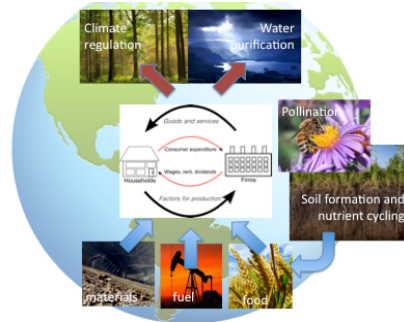 Climate
regulation
Water
purification
Pollination
Goods and services
Consumer expenditure
Households
Firms
Wages, rent, dividends
Factors for production
Soil formation and
nutrient cycling
materials
fuel
food